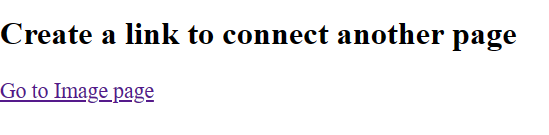 Create a link to connect another page
Go to Image page